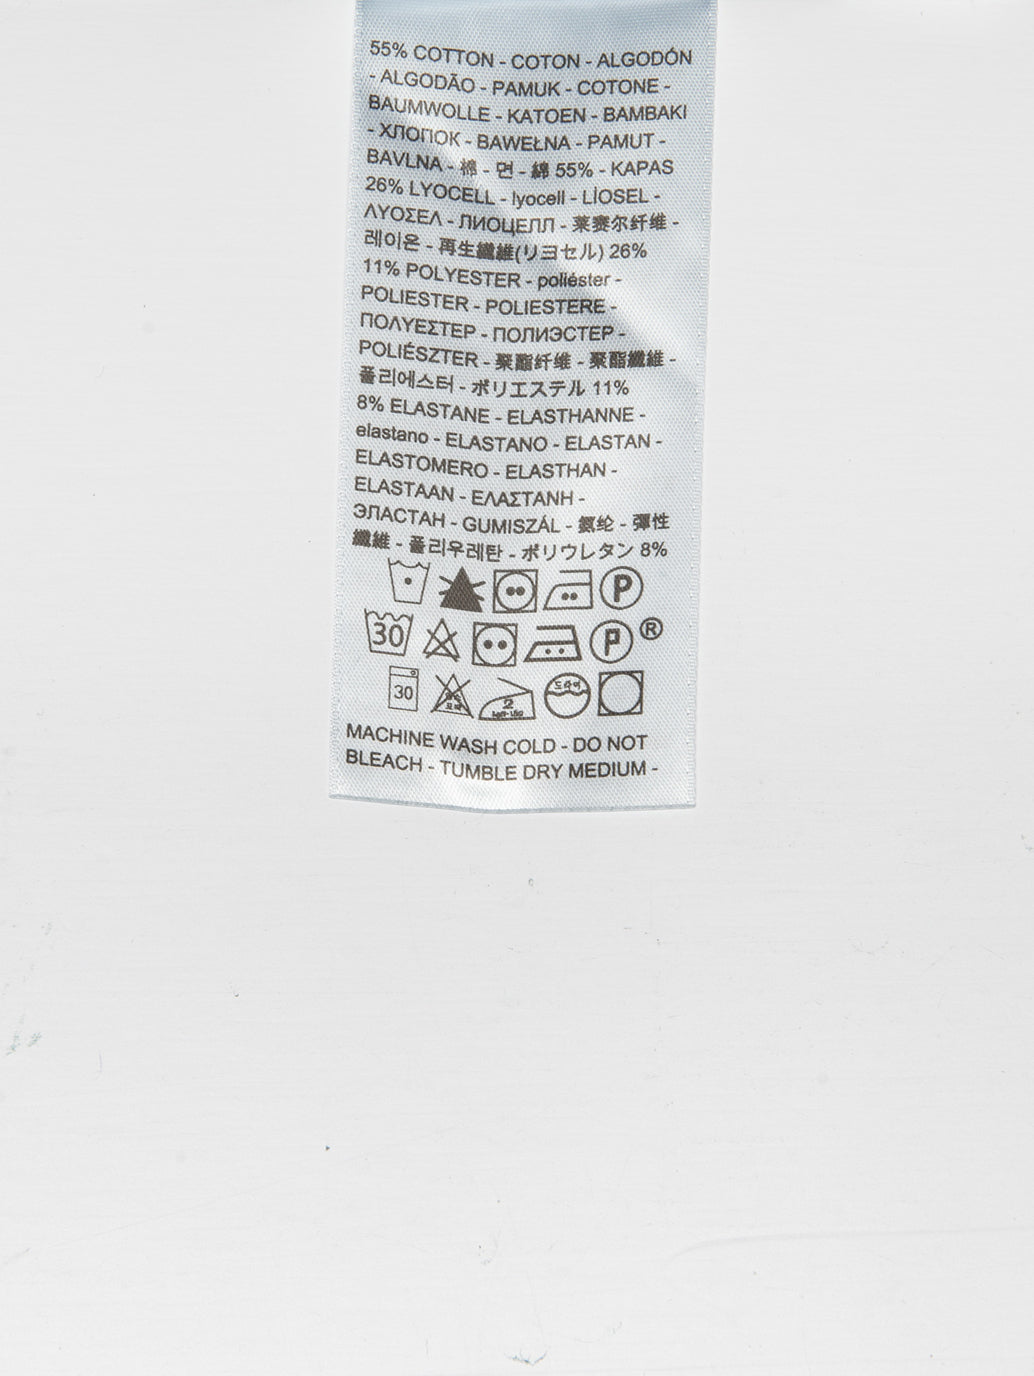 55% COTTON - COTON - ALGODÓN
- ALGODÃO - PAMUK - COTONE -
BAUMWOLLE - KATOEN - BAMBAKI
- ХЛОПОК - BAWEŁNA - PAMUT -
BAVLNA - 棉 - 면 - 綿 55% - KAPAS
26% LYOCELL - lyocell - LİOSEL -
ΛΥΟΣΕΛ - ЛИОЦЕЛЛ - 莱赛尔纤维 -
레이온 - 再生繊維(リヨセル) 26%
11% POLYESTER - poliéster -
POLIESTER - POLIESTERE -
ΠΟΛΥΕΣΤΕΡ - ПОЛИЭСТЕР -
POLIÉSZTER - 聚酯纤维 - 聚酯纖維 -
폴리에스터 - ポリエステル 11%
8% ELASTANE - ELASTHANNE -
elastano - ELASTANO - ELASTAN -
ELASTOMERO - ELASTHAN -
ELASTAAN - ΕΛΑΣΤΑΝΗ -
ЭЛАСТАН - GUMISZÁL - 氨纶 - 彈性
纖維 - 폴리우레탄 - ポリウレタン 8%
P
30 P ®
30 2 드라이
MACHINE WASH COLD - DO NOT
BLEACH - TUMBLE DRY MEDIUM -